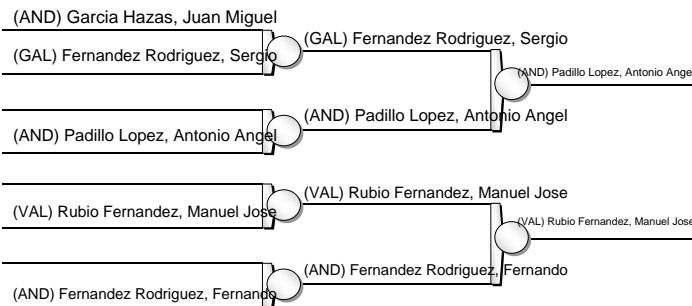 (AND) Garcia Hazas, Juan Miguel
(GAL) Fernandez Rodriguez, Sergio
(AND) Padillo Lopez, Antonio Angel
(VAL) Rubio Fernandez, Manuel Jose
(AND) Fernandez Rodriguez, Fernando
(GAL) Fernandez Rodriguez, Sergio
(AND) Padillo Lopez, Antonio Angel
(VAL) Rubio Fernandez, Manuel Jose
(AND) Fernandez Rodriguez, Fernando
(AND) Padillo Lopez, Antonio Ange
(VAL) Rubio Fernandez, Manuel Jose